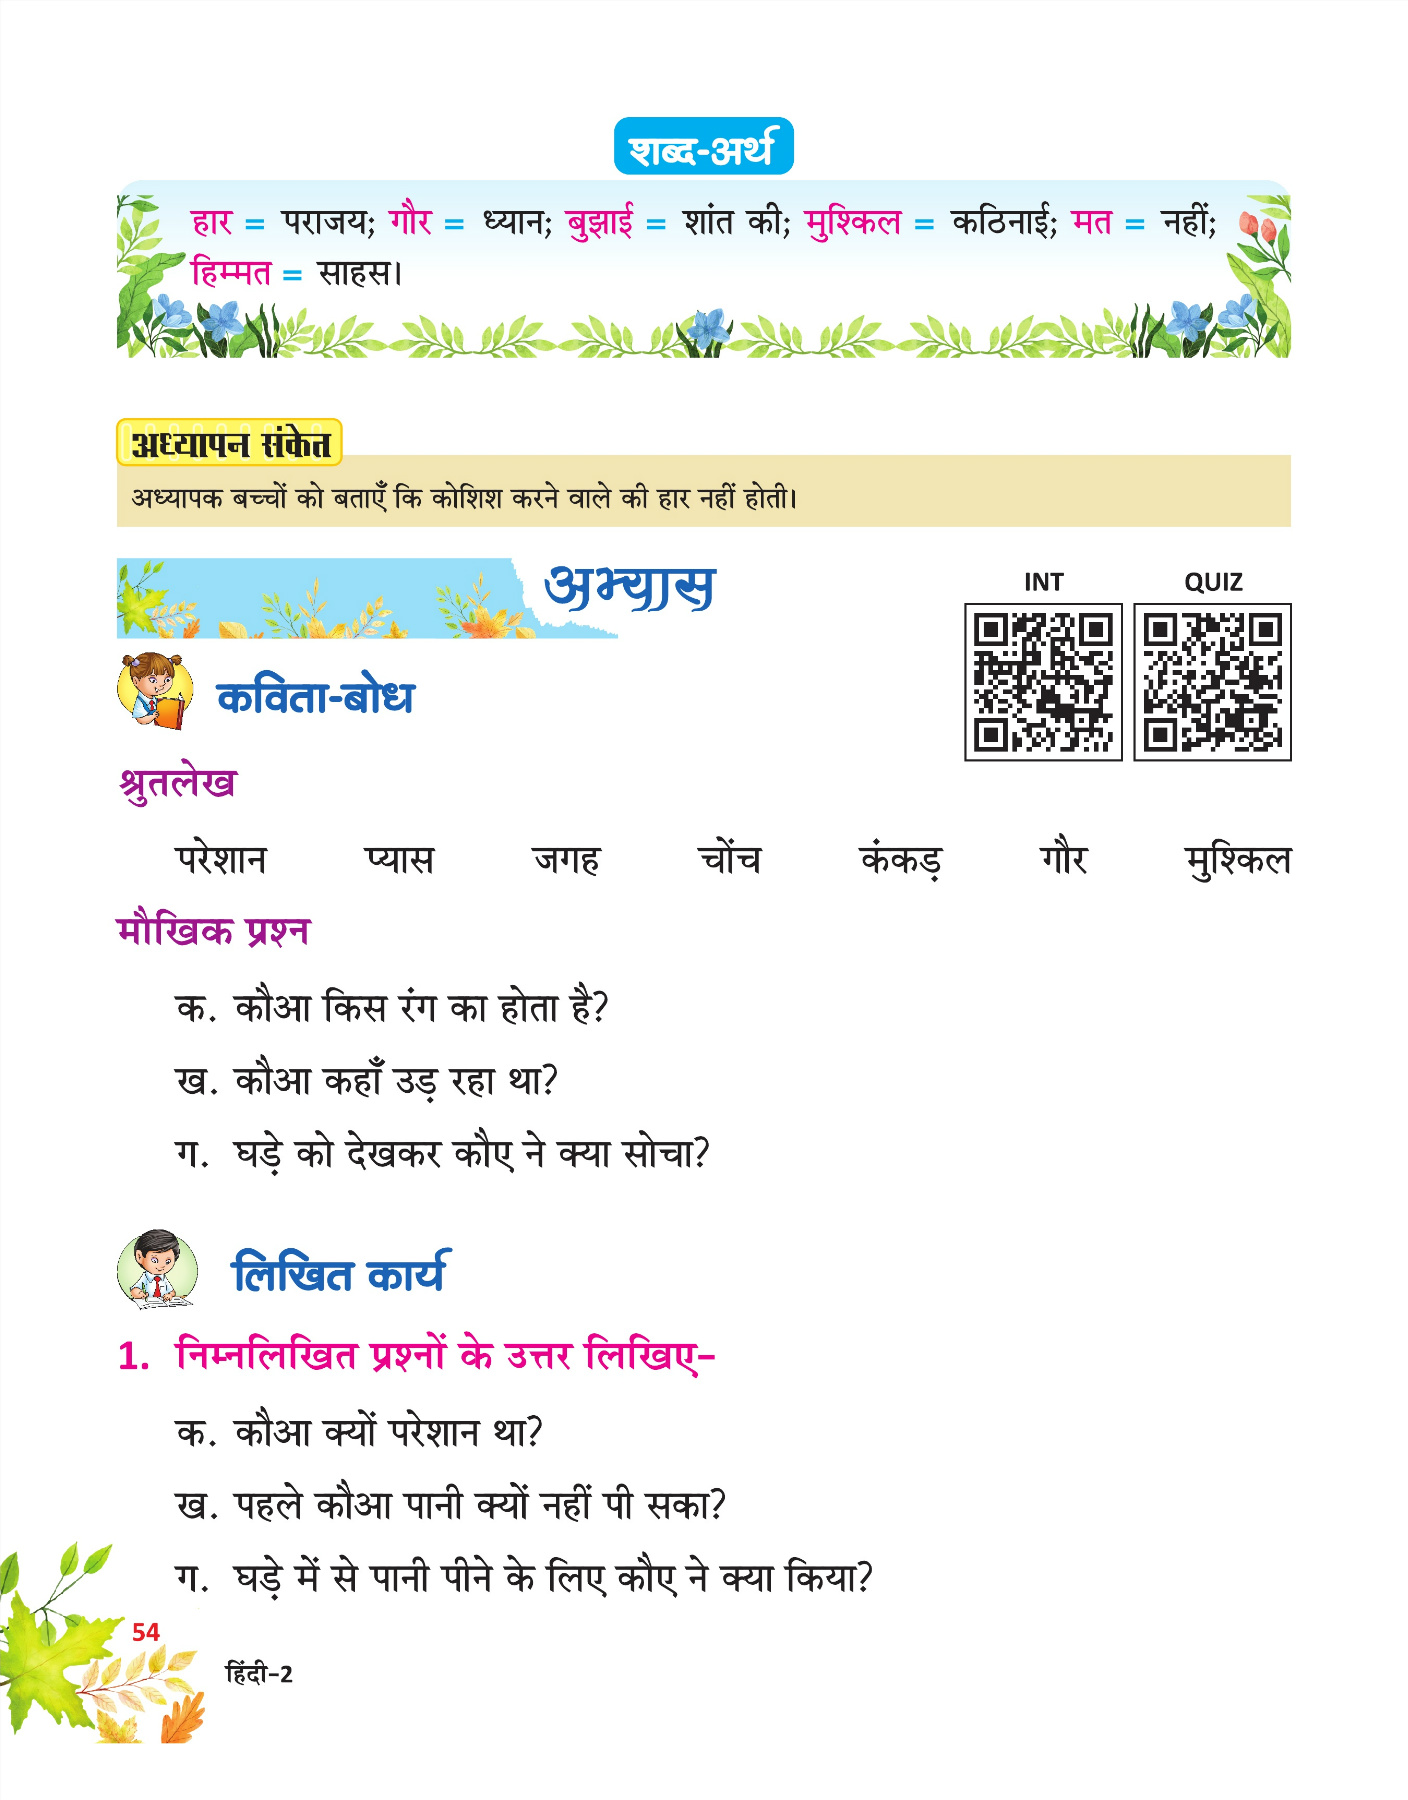 शब्द-अर्थ
हार = पराजय; गौर = ध्यान; बुझाई = शांत की; मुश्किल = कठिनाई; मत = नहीं;
हिम्मत = साहस।
अध्यापन संकेत
अध्यापक बच्चों को बताएँ कि कोशिश करने वाले की हार नहीं होती।
अभ्यास
INT QUIZ
कविता-बोध
श्रुतलेख
परेशान प्यास जगह चोंच कंकड़ गौर मुश्किल
मौखिक प्रश्न
क. कौआ किस रंग का होता है?
ख. कौआ कहाँ उड़ रहा था?
ग. घड़े को देखकर कौए ने क्या सोचा?
लिखित कार्य
1. निम्नलिखित प्रश्नों के उत्तर लिखिए–
क. कौआ क्यों परेशान था?
ख. पहले कौआ पानी क्यों नहीं पी सका?
ग. घड़े में से पानी पीने के लिए कौए ने क्या किया?
54
हिंदी–2